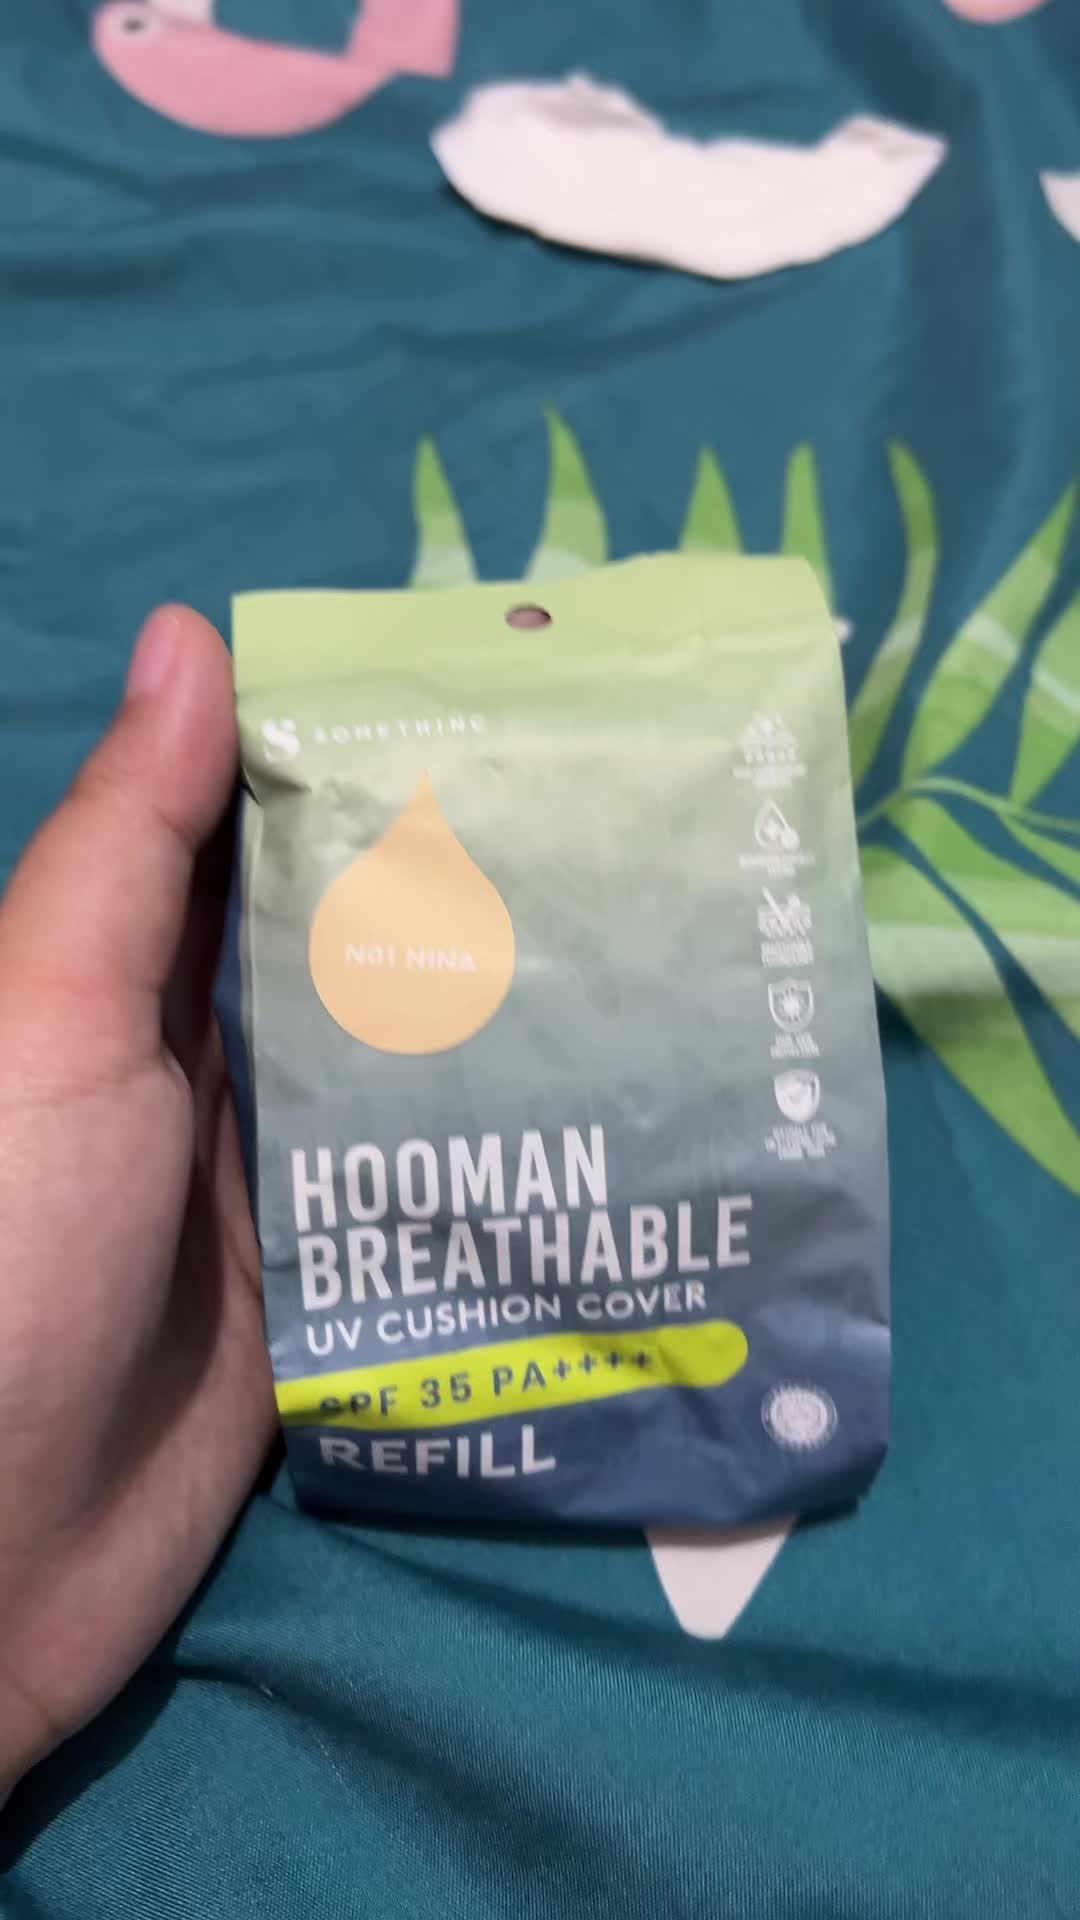 S SOMETHINC
N01 NINA
HOOMAN
BREATHABLE
UV CUSHION COVER
SPF 35 PA++++
REFILL